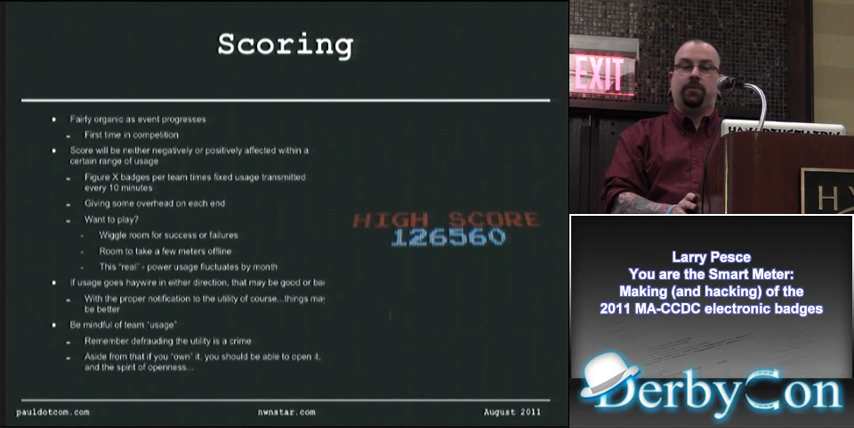 Scoring
Fairly organic as event progresses
First time in competition
Score will be neither negatively or positively affected within a
certain range of usage
Figure X badges per team times fixed usage transmitted
every 10 minutes
Giving some overhead on each end
Want to play?
Wiggle room for success or failures
Room to take a few meters offline
This "real" - power usage fluctuates by month
If usage goes haywire in either direction, that may be good or
With the proper notification to the utility of course...things may
be better
Be mindful of team "usage"
Remember defrauding the utility is a crime
Aside from that if you "own" it, you should be able to open it,
and the spirit of openness...
HIGH SCORE
126560
pauldotcom.com
nwnstar.com
August 2011
EXIT
HY
Larry Pesce
You are the Smart Meter:
Making (and hacking) of the
2011 MA-CCDC electronic badges
DerbyCon